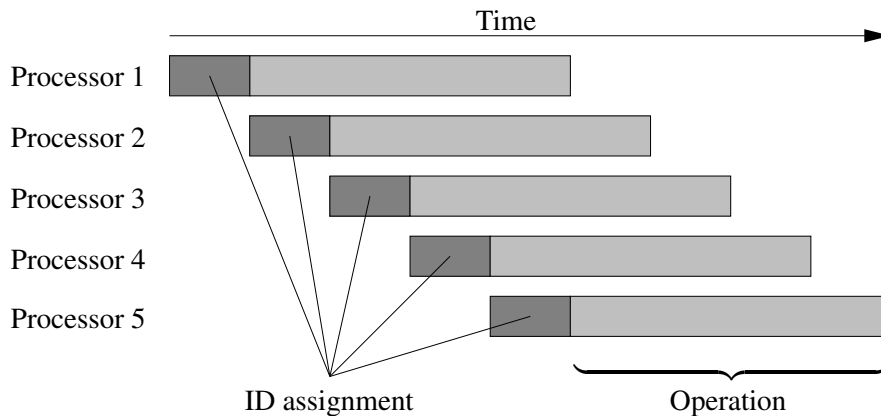 Time
Processor 1
Processor 2
Processor 3
Processor 4
Processor 5
ID assignment
Operation